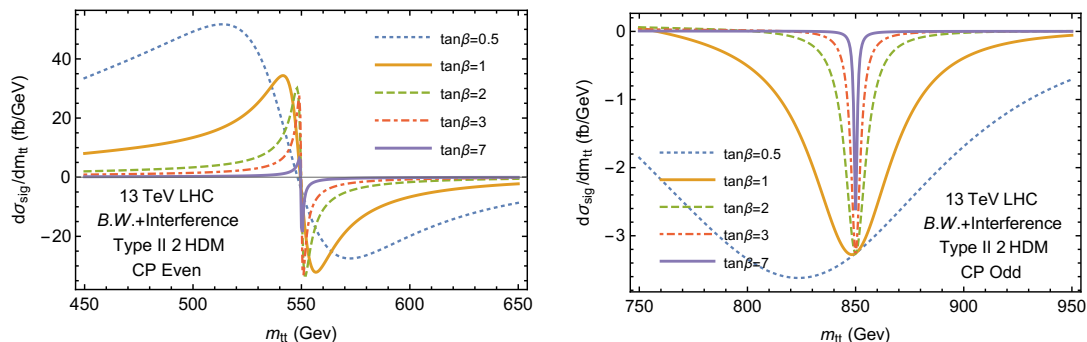 dσsig/dmtt (fb/GeV)
40
20
0
-20
450
500
550
600
650
mtt (Gev)
tanβ=0.5
tanβ=1
tanβ=2
tanβ=3
tanβ=7
13 TeV LHC
B.W.+Interference
Type II 2 HDM
CP Even
dσsig/dmtt (fb/GeV)
0
-1
-2
-3
750
800
850
900
950
mtt (Gev)
tanβ=0.5
tanβ=1
tanβ=2
tanβ=3
tanβ=7
13 TeV LHC
B.W.+Interference
Type II 2 HDM
CP Odd